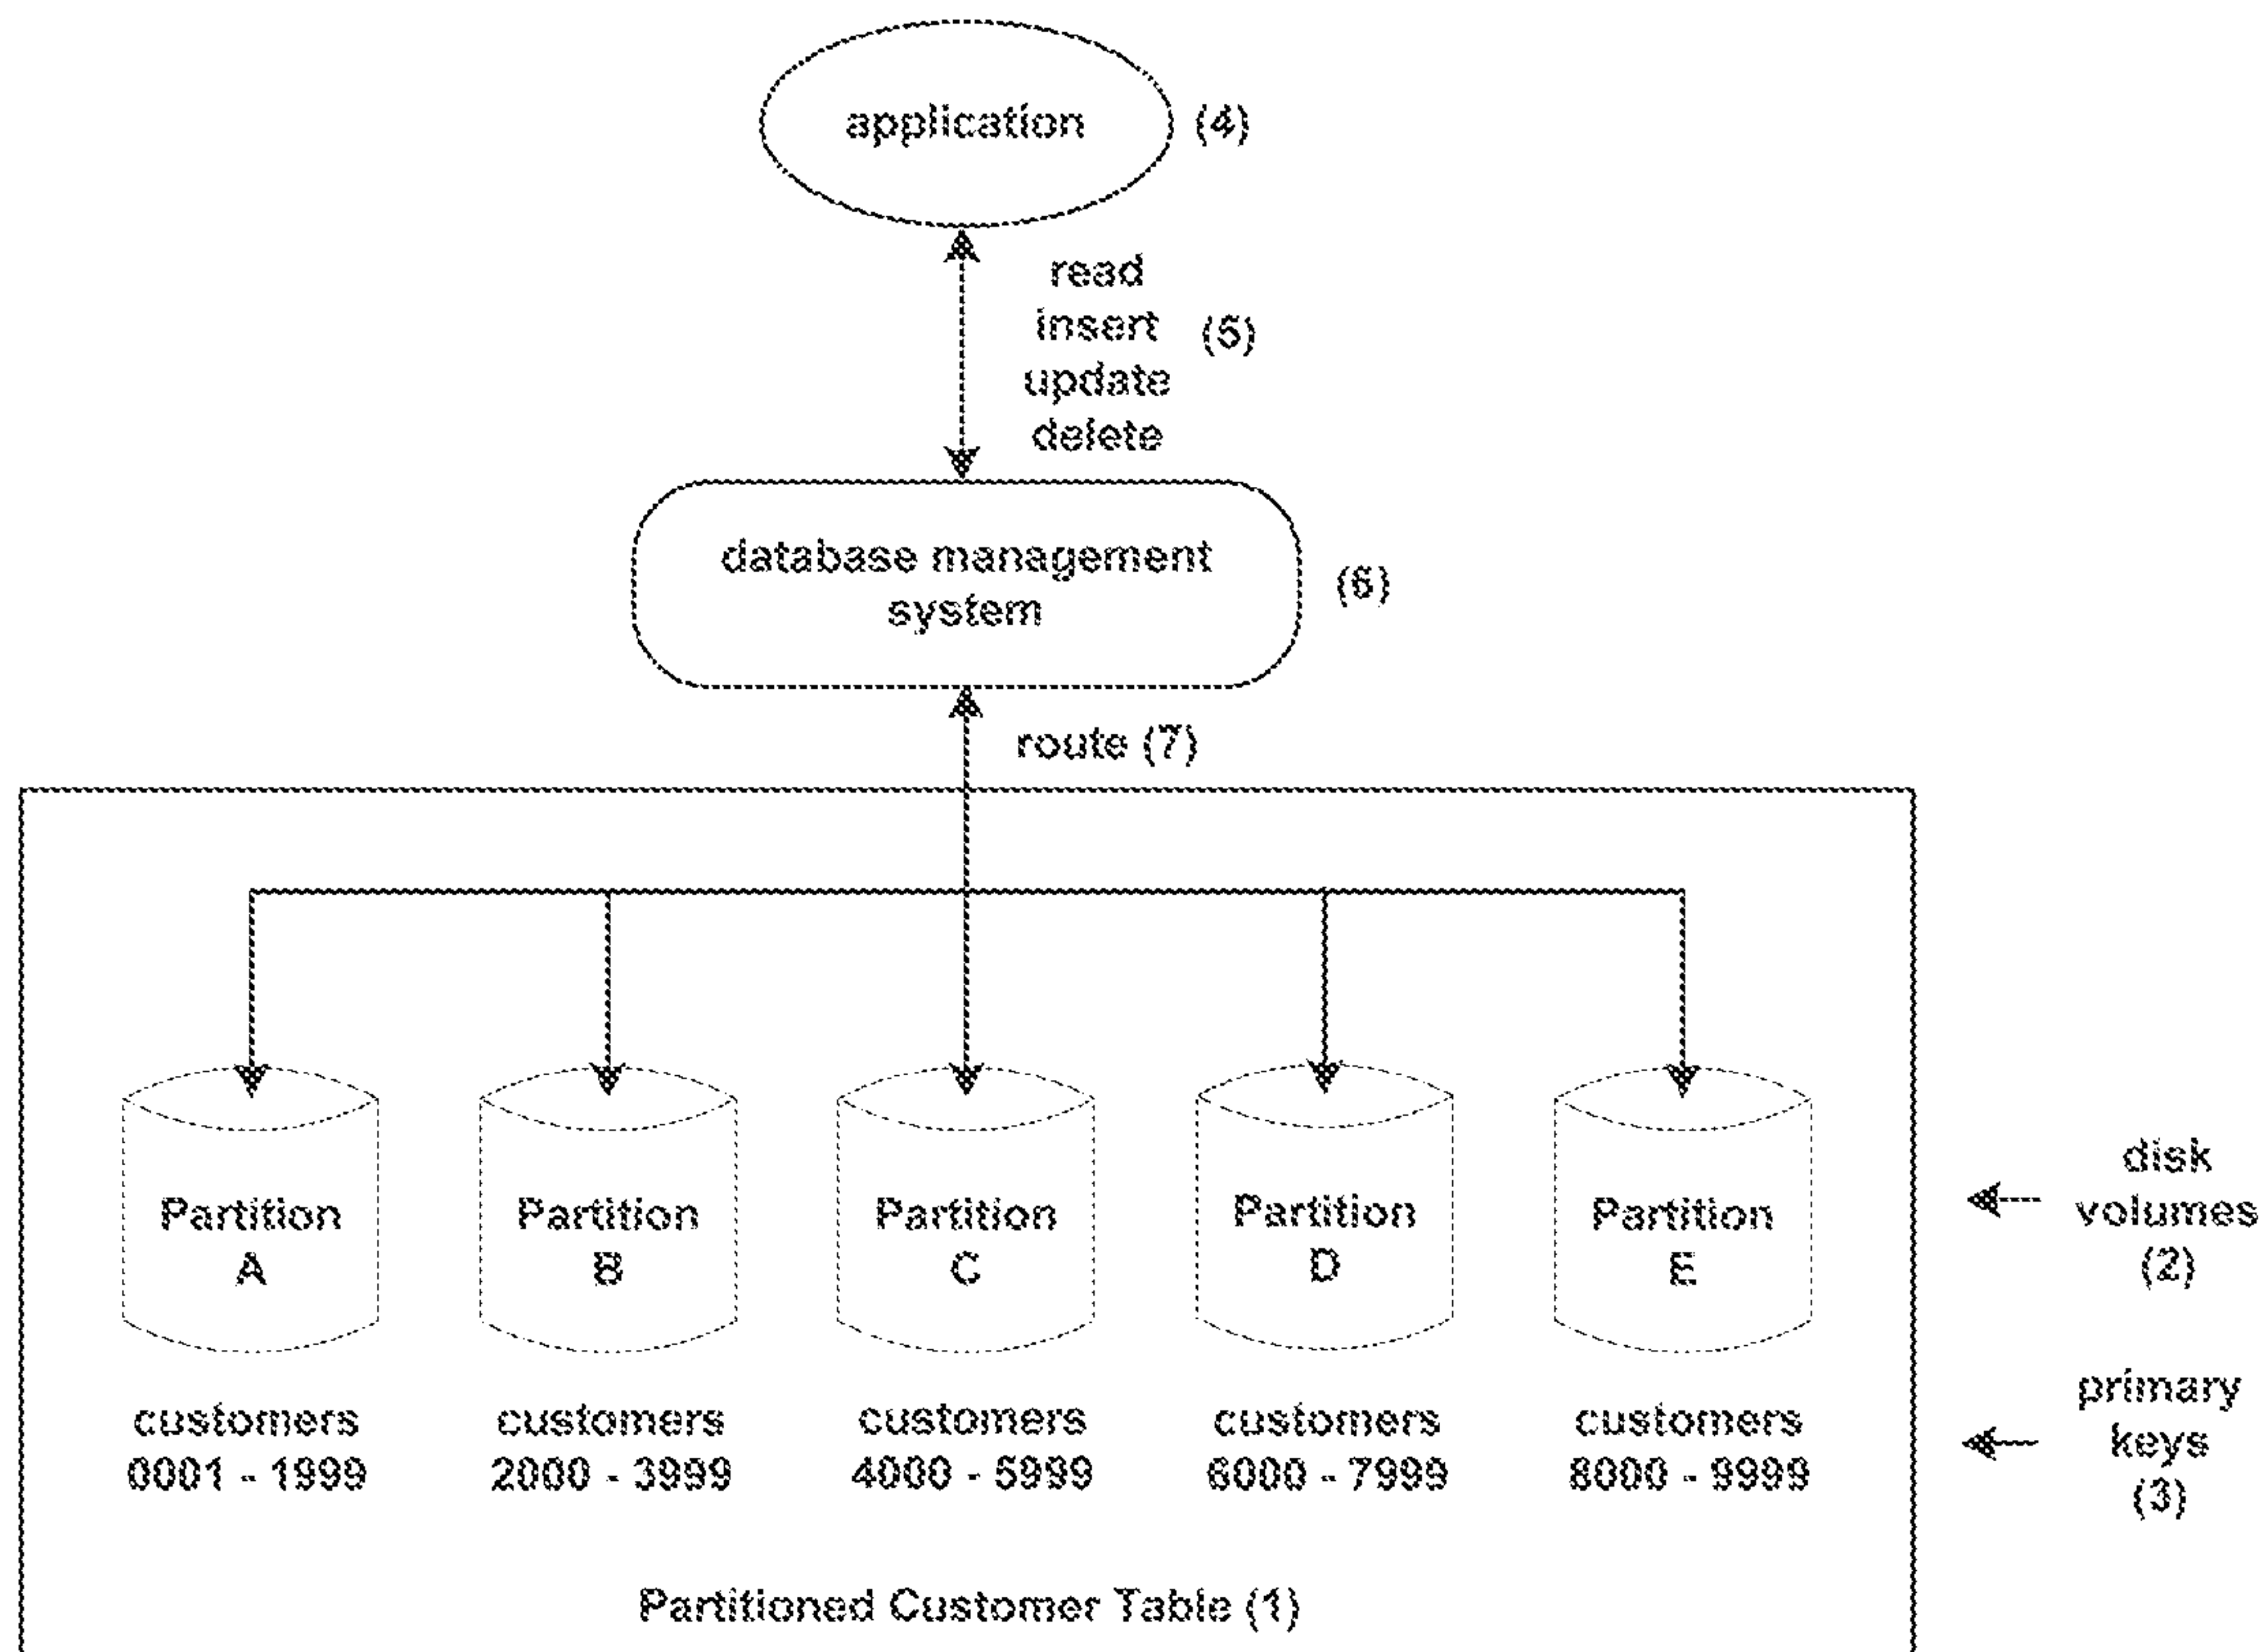 application (4)
read
insert (5)
update
delete
database management
system
(6)
route (7)
Partition
A
Partition
B
Partition
C
Partition
D
Partition
E
disk
volumes
(2)
customers
0001 - 1999
customers
2000 - 3999
customers
4000 - 5999
customers
6000 - 7999
customers
8000 - 9999
primary
keys
(3)
Partitioned Customer Table (1)